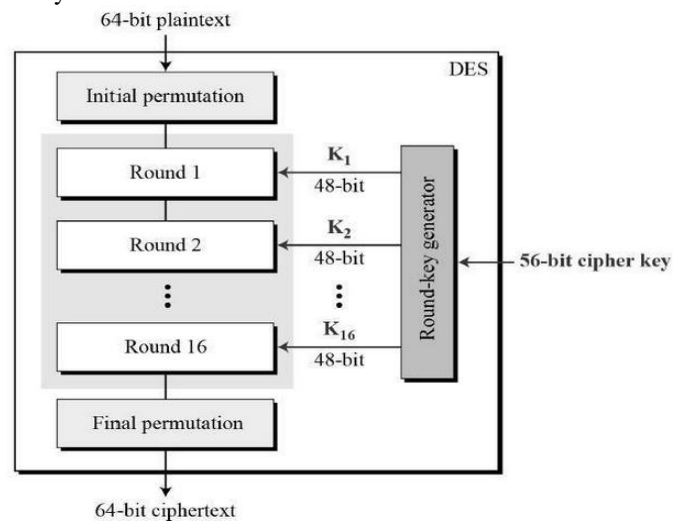 64-bit plaintext
DES
Initial permutation
Round 1
K1
48-bit
Round 2
K2
48-bit
Round-key generator
56-bit cipher key
Round 16
K16
48-bit
Final permutation
64-bit ciphertext